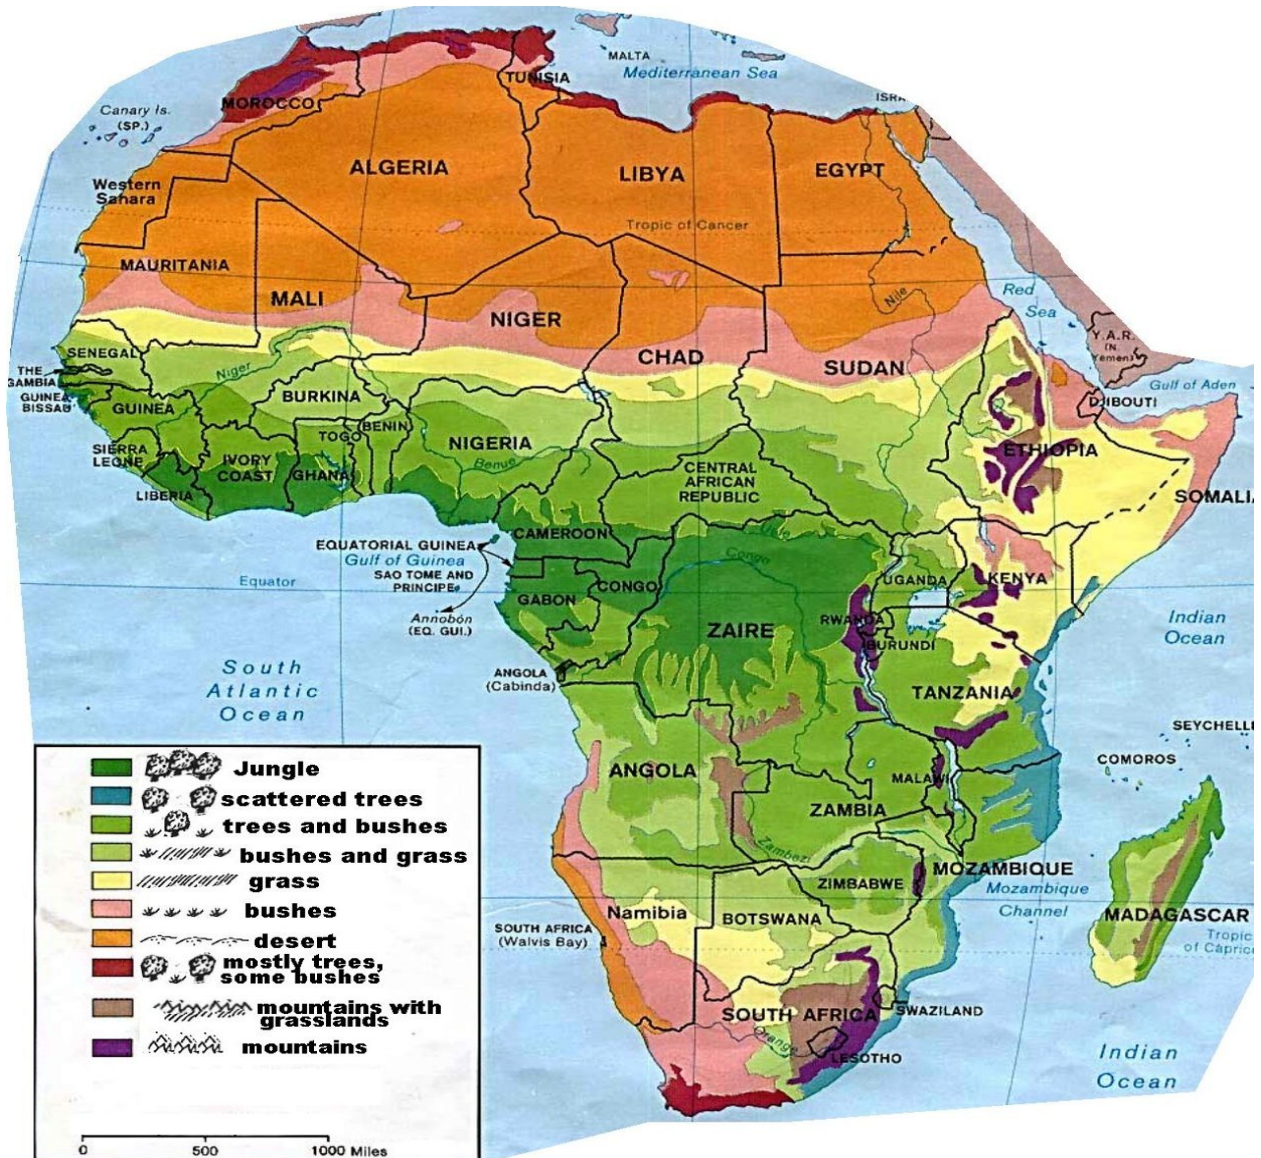 MALTA
Mediterranean Sea
TUNISIA
MOROCCO
ISRA
Canary Is.
(SP.)
ALGERIA
LIBYA
EGYPT
Western
Sahara
Tropic of Cancer
MAURITANIA
MALI
NIGER
CHAD
SUDAN
Nile
Red
Sea
Y.A.R.
(N.
Yemen)
Gulf of Aden
SENEGAL
THE
GAMBIA
GUINEA
BISSAU
Niger
BURKINA
DJIBOUTI
GUINEA
BENIN
TOGO
NIGERIA
ETHIOPIA
SIERRA
LEONE
IVORY
COAST
GHANA
Benue
CENTRAL
AFRICAN
REPUBLIC
SOMALIA
LIBERIA
CAMEROON
EQUATORIAL GUINEA
Gulf of Guinea
SAO TOME AND
PRINCIPE
Congo
Equator
CONGO
UGANDA
KENYA
GABON
Annobón
(EQ. GUI.)
ZAIRE
RWANDA
BURUNDI
Indian
Ocean
South
Atlantic
Ocean
ANGOLA
(Cabinda)
TANZANIA
SEYCHELLE
COMOROS
ANGOLA
MALAWI
ZAMBIA
Zambezi
MOZAMBIQUE
Mozambique
Channel
ZIMBABWE
Namibia
BOTSWANA
MADAGASCAR
SOUTH AFRICA
(Walvis Bay)
Tropic
of Capric
SOUTH AFRICA
SWAZILAND
Orange
LESOTHO
Indian
Ocean
Jungle
scattered trees
trees and bushes
bushes and grass
grass
bushes
desert
mostly trees,
some bushes
mountains with
grasslands
mountains
0 500 1000 Miles